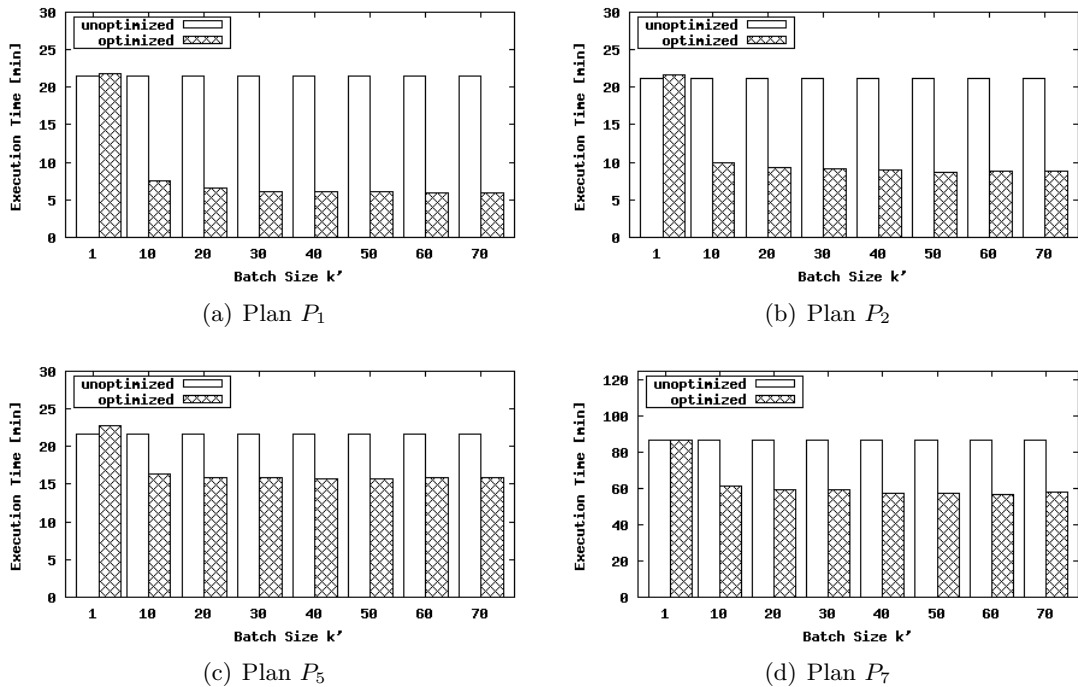 30
25
20
15
10
5
0
unoptimized
optimized
Execution Time [min]
1 10 20 30 40 50 60 70
Batch Size k’
(a) Plan P1
30
25
20
15
10
5
0
unoptimized
optimized
Execution Time [min]
1 10 20 30 40 50 60 70
Batch Size k’
(b) Plan P2
30
25
20
15
10
5
0
unoptimized
optimized
Execution Time [min]
1 10 20 30 40 50 60 70
Batch Size k’
(c) Plan P5
120
100
80
60
40
20
0
unoptimized
optimized
Execution Time [min]
1 10 20 30 40 50 60 70
Batch Size k’
(d) Plan P7